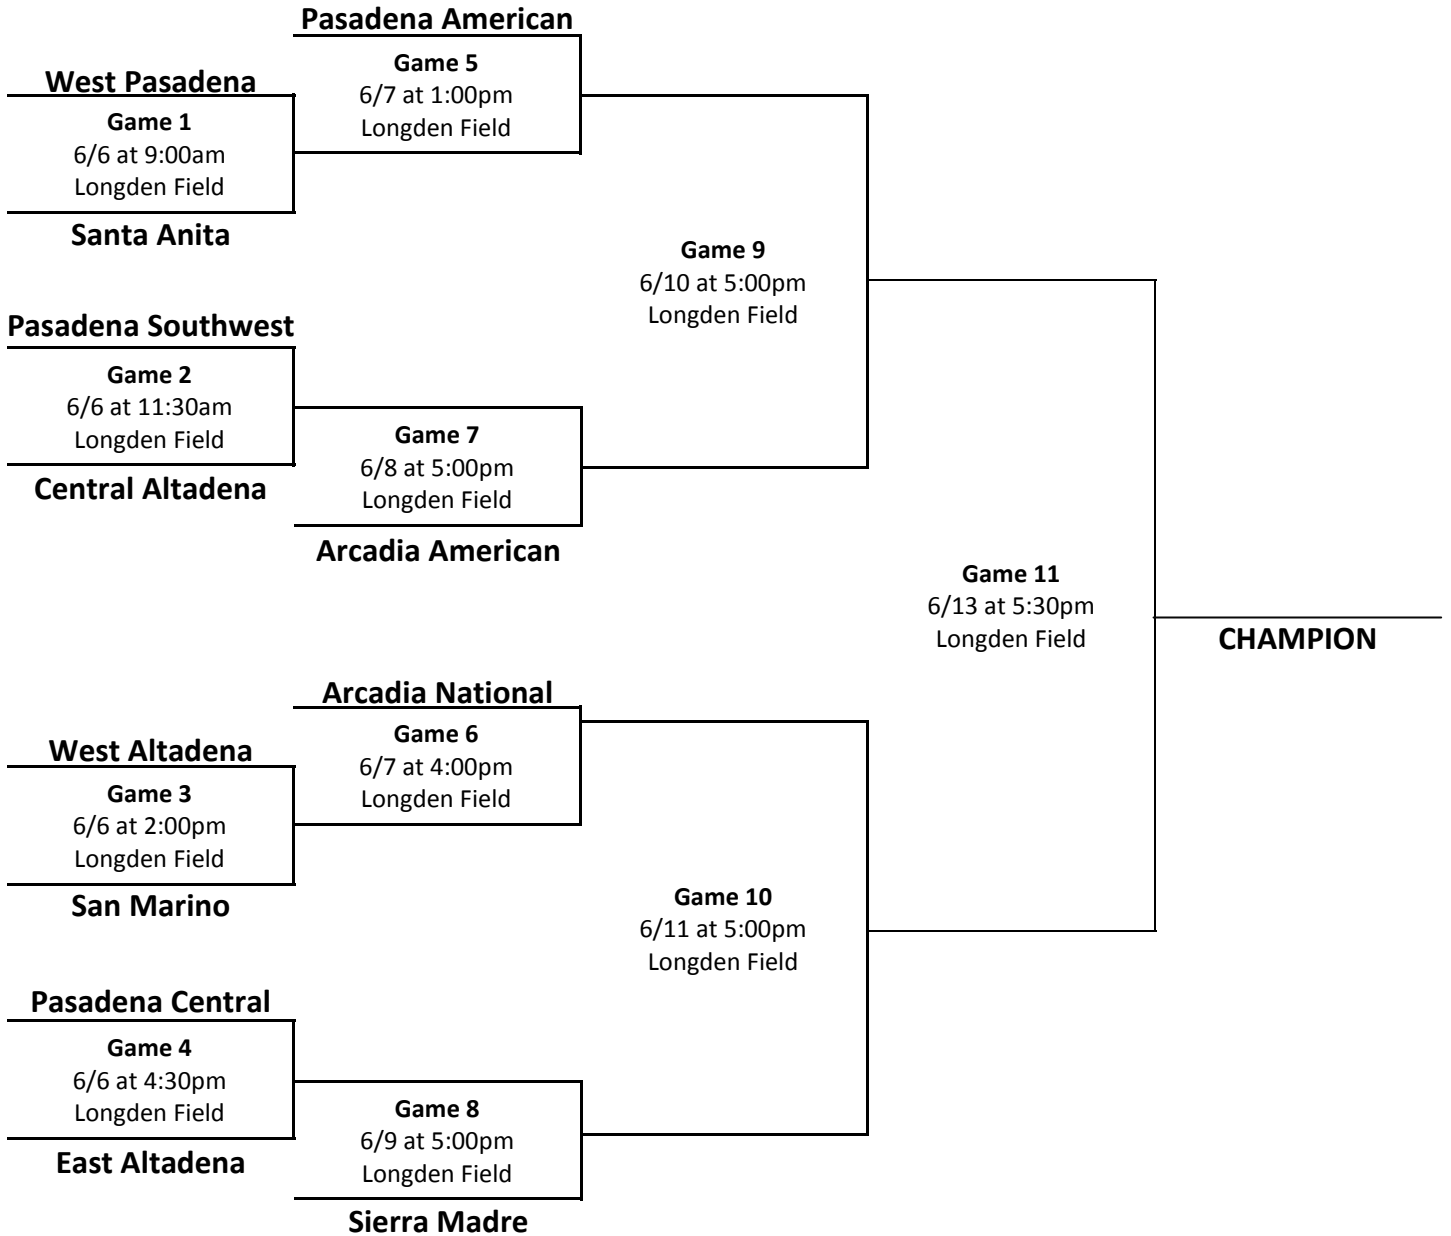 Pasadena American
Game 5
6/7 at 1:00pm
Longden Field
West Pasadena
Game 1
6/6 at 9:00am
Longden Field
Santa Anita
Game 9
6/10 at 5:00pm
Longden Field
Pasadena Southwest
Game 2
6/6 at 11:30am
Longden Field
Central Altadena
Game 7
6/8 at 5:00pm
Longden Field
Arcadia American
Game 11
6/13 at 5:30pm
Longden Field
CHAMPION
Arcadia National
Game 6
6/7 at 4:00pm
Longden Field
West Altadena
Game 3
6/6 at 2:00pm
Longden Field
San Marino
Game 10
6/11 at 5:00pm
Longden Field
Pasadena Central
Game 4
6/6 at 4:30pm
Longden Field
East Altadena
Game 8
6/9 at 5:00pm
Longden Field
Sierra Madre